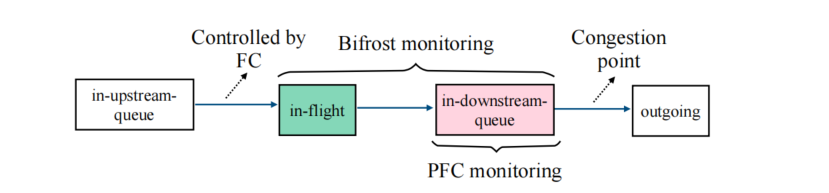 Controlled by
FC
Bifrost monitoring
Congestion
point
in-upstream-
queue
in-flight
in-downstream-
queue
outgoing
PFC monitoring